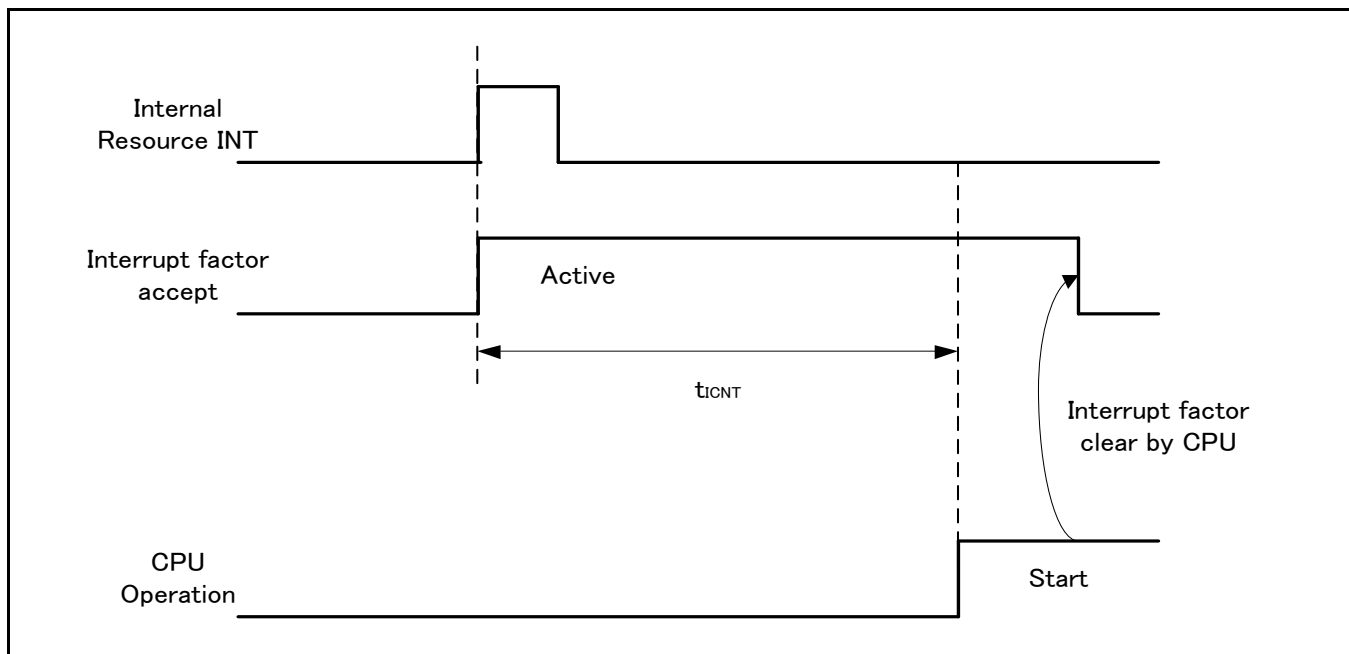 Internal
Resource INT
Interrupt factor
accept
Active
tICNT
Interrupt factor
clear by CPU
CPU
Operation
Start